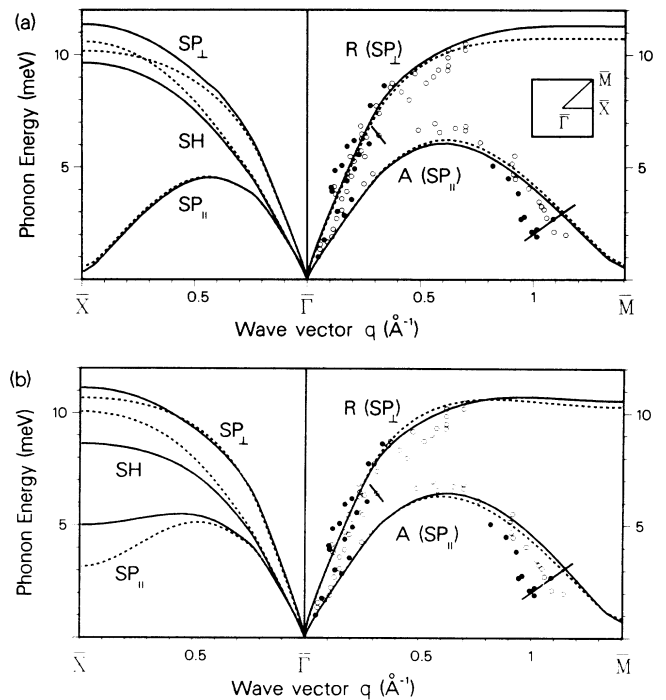 (a)
Phonon Energy (meV)
10
5
SP⊥
SH
SP||
R (SP⊥)
A (SP||)
M̄
X̄
Γ̄
10
5
X̄ 0.5 Γ̄ 0.5 1 M̄
Wave vector q (Å⁻¹)
(b)
Phonon Energy (meV)
10
5
SP⊥
SH
SP||
R (SP⊥)
A (SP||)
10
5
X̄ 0.5 Γ̄ 0.5 1 M̄
Wave vector q (Å⁻¹)